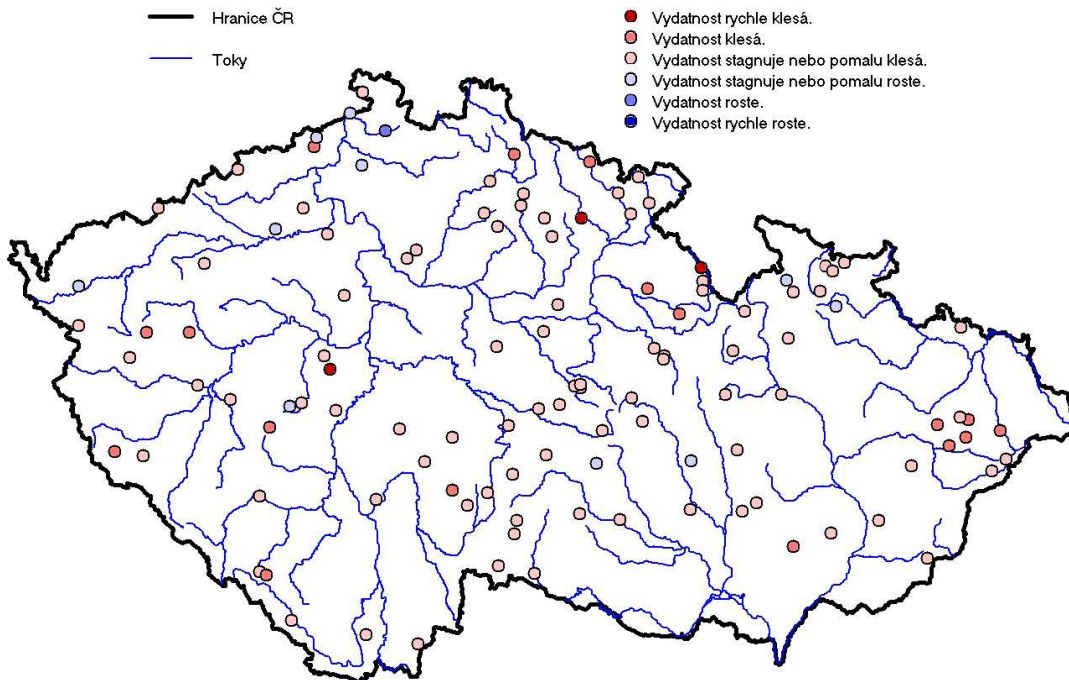 Hranice ČR
Toky
Vydatnost rychle klesá.
Vydatnost klesá.
Vydatnost stagnuje nebo pomalu klesá.
Vydatnost stagnuje nebo pomalu roste.
Vydatnost roste.
Vydatnost rychle roste.